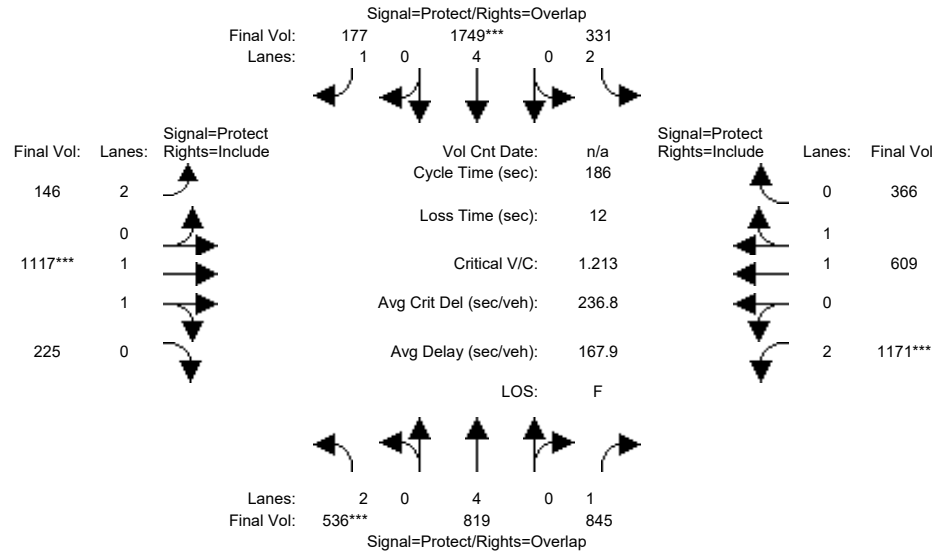 Signal=Protect/Rights=Overlap
Final Vol: 177 1749*** 331
Lanes: 1 0 4 0 2
Signal=Protect
Final Vol: Lanes: Rights=Include
Vol Cnt Date: n/a
Signal=Protect
Rights=Include Lanes: Final Vol
Cycle Time (sec): 186
146 2
0 366
Loss Time (sec): 12
0
1
1117*** 1
Critical V/C: 1.213
1 609
1
Avg Crit Del (sec/veh): 236.8
0
225 0
Avg Delay (sec/veh): 167.9
2 1171***
LOS: F
Lanes: 2 0 4 0 1
Final Vol: 536*** 819 845
Signal=Protect/Rights=Overlap